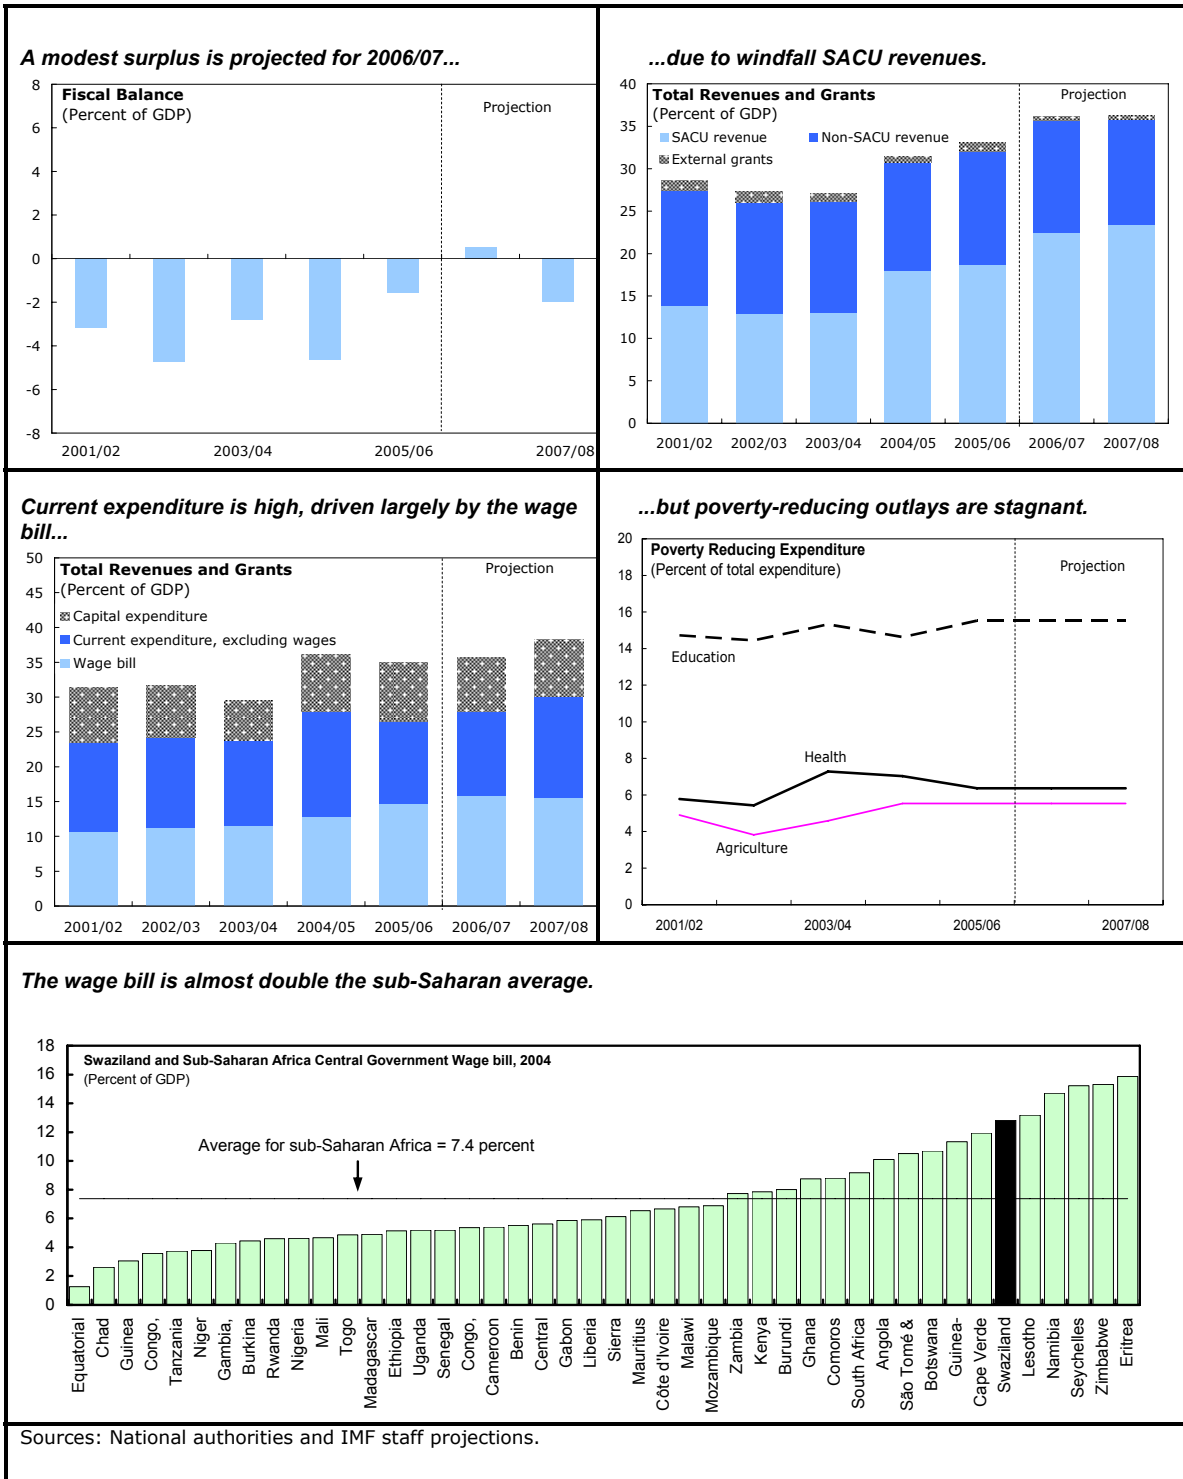 A modest surplus is projected for 2006/07...
Fiscal Balance
(Percent of GDP)
Projection
8
6
4
2
0
-2
-4
-6
-8
2001/02
2003/04
2005/06
2007/08
...due to windfall SACU revenues.
Total Revenues and Grants
(Percent of GDP)
Projection
SACU revenue
Non-SACU revenue
External grants
40
35
30
25
20
15
10
5
0
2001/02
2002/03
2003/04
2004/05
2005/06
2006/07
2007/08
Current expenditure is high, driven largely by the wage
bill...
Total Revenues and Grants
(Percent of GDP)
Projection
Capital expenditure
Current expenditure, excluding wages
Wage bill
50
45
40
35
30
25
20
15
10
5
0
2001/02
2002/03
2003/04
2004/05
2005/06
2006/07
2007/08
...but poverty-reducing outlays are stagnant.
Poverty Reducing Expenditure
(Percent of total expenditure)
Projection
20
18
16
14
12
10
8
6
4
2
0
Education
Health
Agriculture
2001/02
2003/04
2005/06
2007/08
The wage bill is almost double the sub-Saharan average.
Swaziland and Sub-Saharan Africa Central Government Wage bill, 2004
(Percent of GDP)
Average for sub-Saharan Africa = 7.4 percent
18
16
14
12
10
8
6
4
2
0
Equatorial
Chad
Guinea
Congo,
Tanzania
Niger
Gambia,
Burkina
Rwanda
Nigeria
Mali
Togo
Madagascar
Ethiopia
Uganda
Senegal
Congo,
Cameroon
Benin
Central
Gabon
Liberia
Sierra
Mauritius
Côte d'Ivoire
Malawi
Mozambique
Zambia
Kenya
Burundi
Ghana
Comoros
South Africa
Angola
São Tomé &
Botswana
Guinea-
Cape Verde
Swaziland
Lesotho
Namibia
Seychelles
Zimbabwe
Eritrea
Sources: National authorities and IMF staff projections.